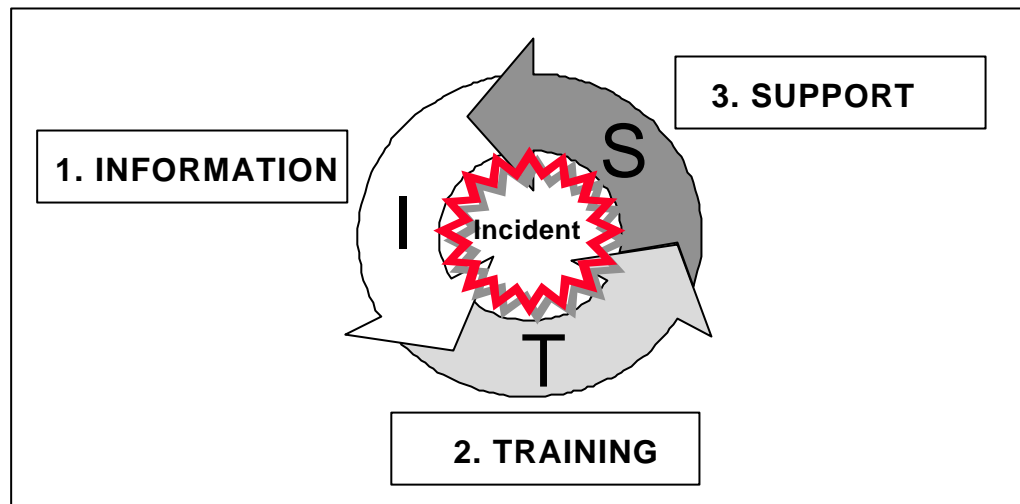 3. SUPPORT
S
1. INFORMATION
I
Incident
T
2. TRAINING